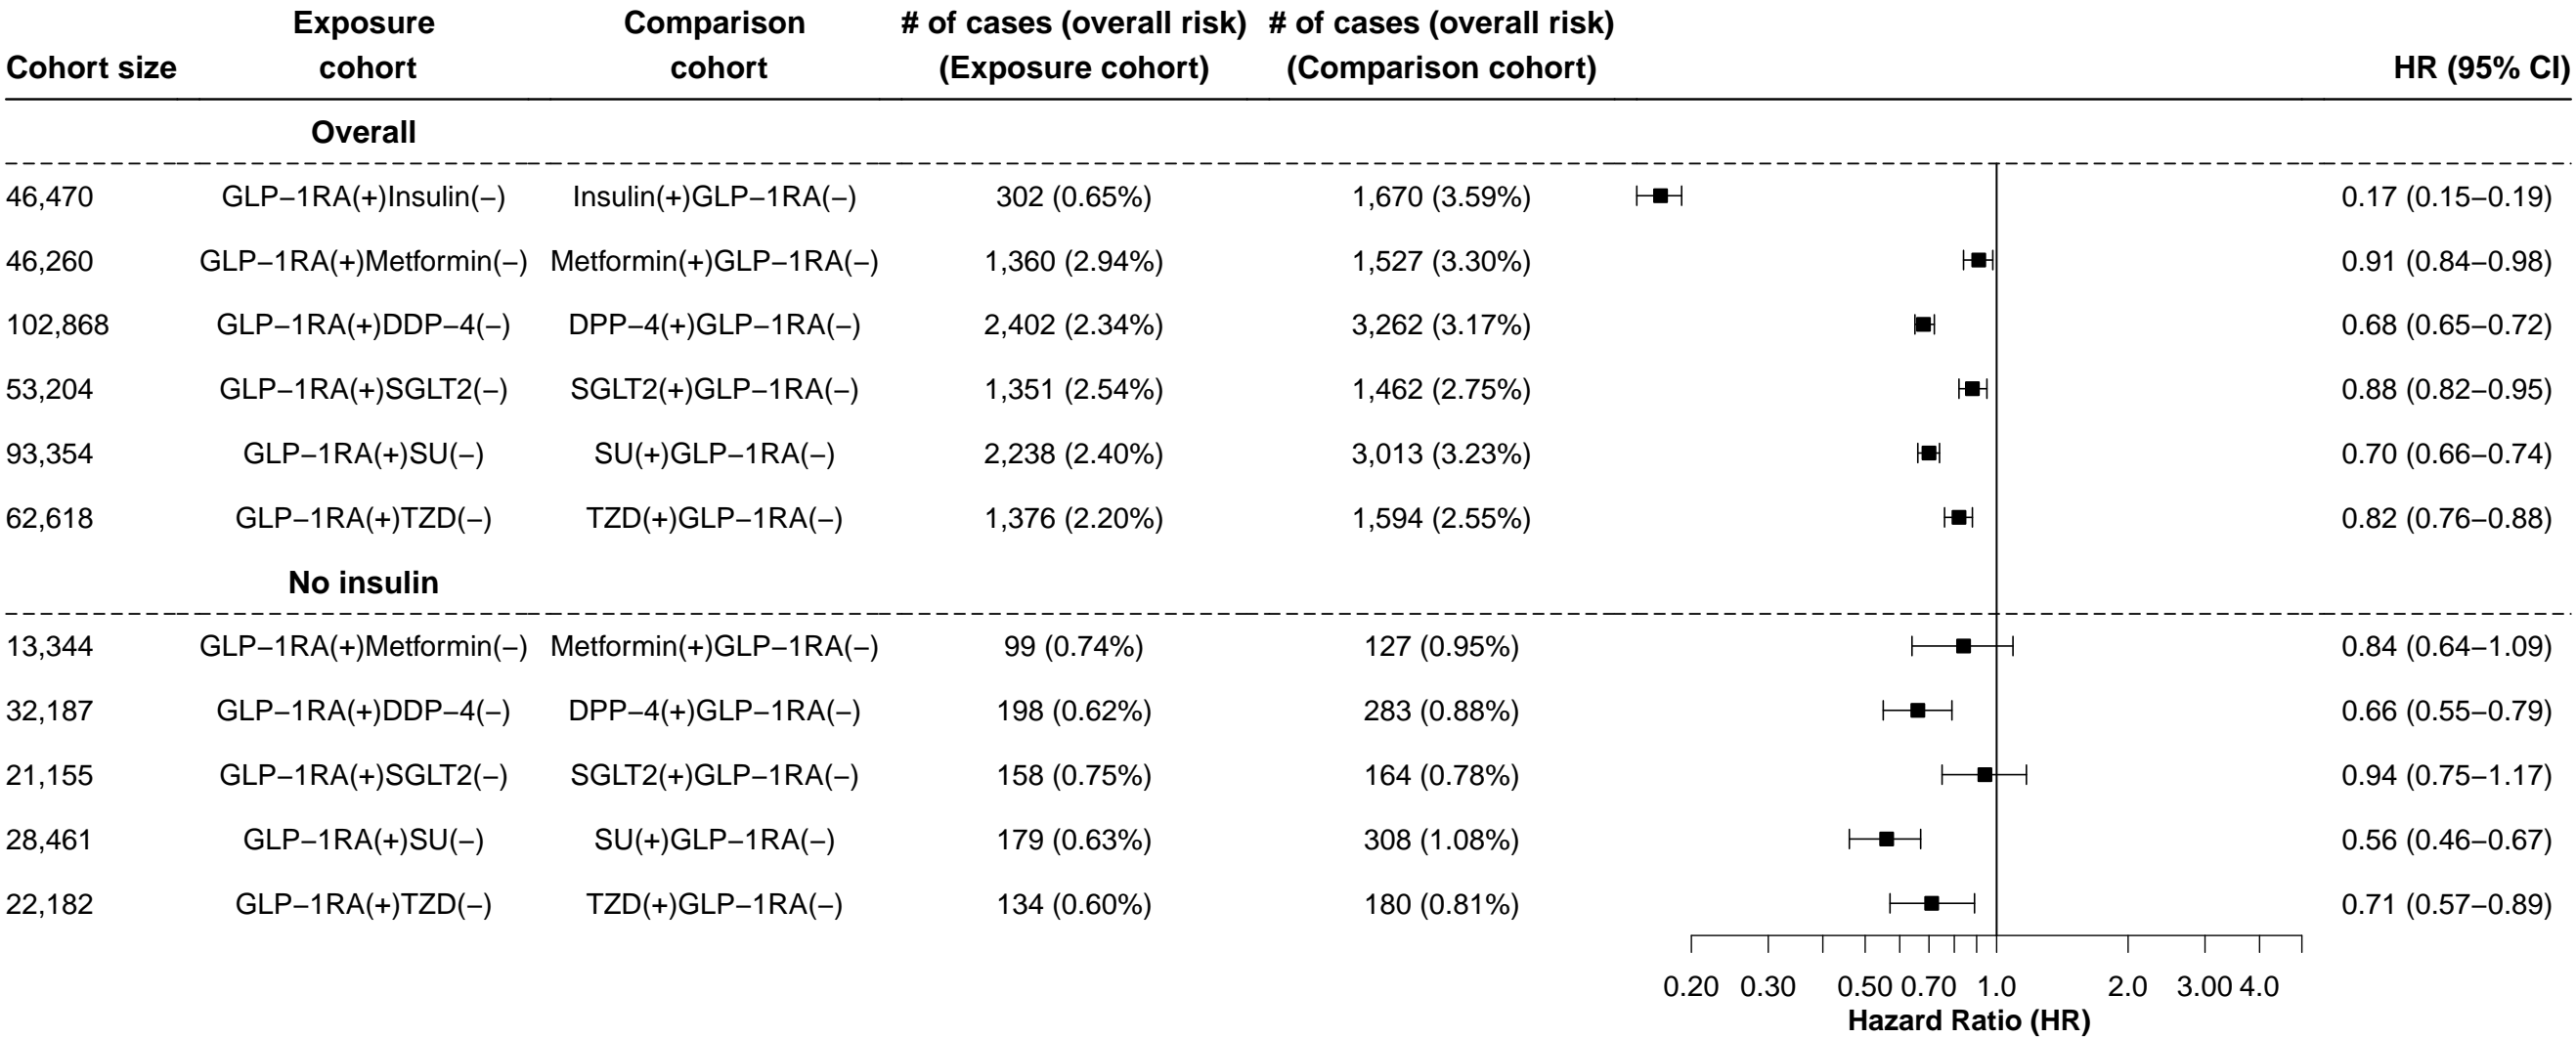 Exposure Comparison # of cases (overall risk) # of cases (overall risk)
Cohort size cohort cohort (Exposure cohort) (Comparison cohort) HR (95% CI)
Overall
46,470 GLP−1RA(+)Insulin(−) Insulin(+)GLP−1RA(−) 302 (0.65%) 1,670 (3.59%) 0.17 (0.15−0.19)
46,260 GLP−1RA(+)Metformin(−) Metformin(+)GLP−1RA(−) 1,360 (2.94%) 1,527 (3.30%) 0.91 (0.84−0.98)
102,868 GLP−1RA(+)DDP−4(−) DPP−4(+)GLP−1RA(−) 2,402 (2.34%) 3,262 (3.17%) 0.68 (0.65−0.72)
53,204 GLP−1RA(+)SGLT2(−) SGLT2(+)GLP−1RA(−) 1,351 (2.54%) 1,462 (2.75%) 0.88 (0.82−0.95)
93,354 GLP−1RA(+)SU(−) SU(+)GLP−1RA(−) 2,238 (2.40%) 3,013 (3.23%) 0.70 (0.66−0.74)
62,618 GLP−1RA(+)TZD(−) TZD(+)GLP−1RA(−) 1,376 (2.20%) 1,594 (2.55%) 0.82 (0.76−0.88)
No insulin
13,344 GLP−1RA(+)Metformin(−) Metformin(+)GLP−1RA(−) 99 (0.74%) 127 (0.95%) 0.84 (0.64−1.09)
32,187 GLP−1RA(+)DDP−4(−) DPP−4(+)GLP−1RA(−) 198 (0.62%) 283 (0.88%) 0.66 (0.55−0.79)
21,155 GLP−1RA(+)SGLT2(−) SGLT2(+)GLP−1RA(−) 158 (0.75%) 164 (0.78%) 0.94 (0.75−1.17)
28,461 GLP−1RA(+)SU(−) SU(+)GLP−1RA(−) 179 (0.63%) 308 (1.08%) 0.56 (0.46−0.67)
22,182 GLP−1RA(+)TZD(−) TZD(+)GLP−1RA(−) 134 (0.60%) 180 (0.81%) 0.71 (0.57−0.89)
0.20 0.30 0.50 0.70 1.0 2.0 3.00 4.0
Hazard Ratio (HR)